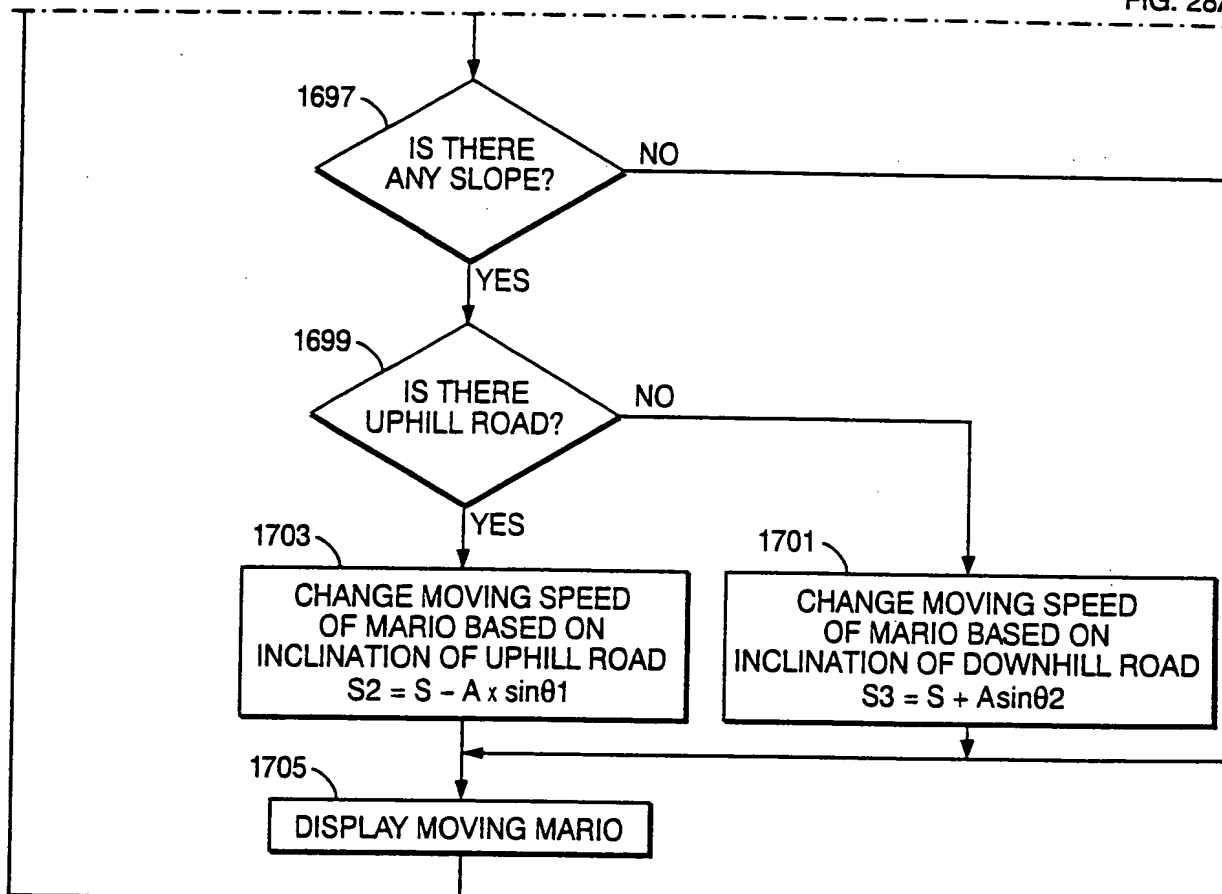 FIG. 28A
1697
IS THERE
ANY SLOPE?
NO
YES
1699
IS THERE
UPHILL ROAD?
NO
YES
1703
CHANGE MOVING SPEED
OF MARIO BASED ON
INCLINATION OF UPHILL ROAD
S2 = S – A x sinθ1
1701
CHANGE MOVING SPEED
OF MARIO BASED ON
INCLINATION OF DOWNHILL ROAD
S3 = S + Asinθ2
1705
DISPLAY MOVING MARIO